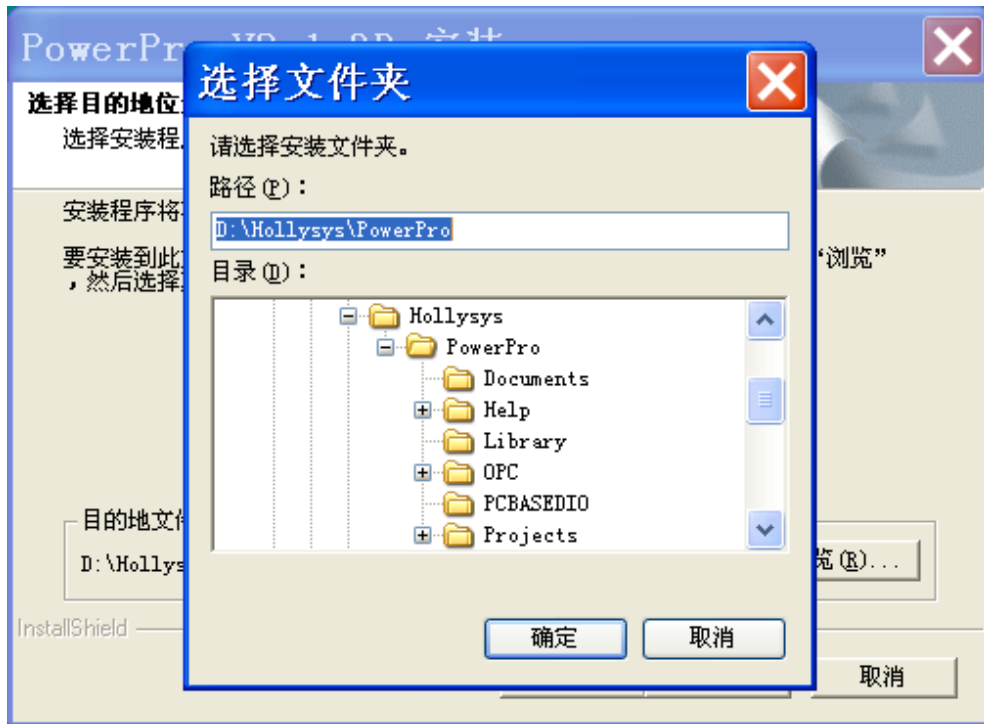 PowerPr
选择文件夹
选择目的地位
选择安装程
请选择安装文件夹。
路径(P)：
安装程序将
D:\Hollysys\PowerPro
要安装到此
“浏览”
，然后选择
目录(D)：
Hollysys
PowerPro
Documents
Help
Library
OPC
PCBASEDIO
Projects
目的地文件
D:\Hollys
览(R)...
InstallShield
确定
取消
取消